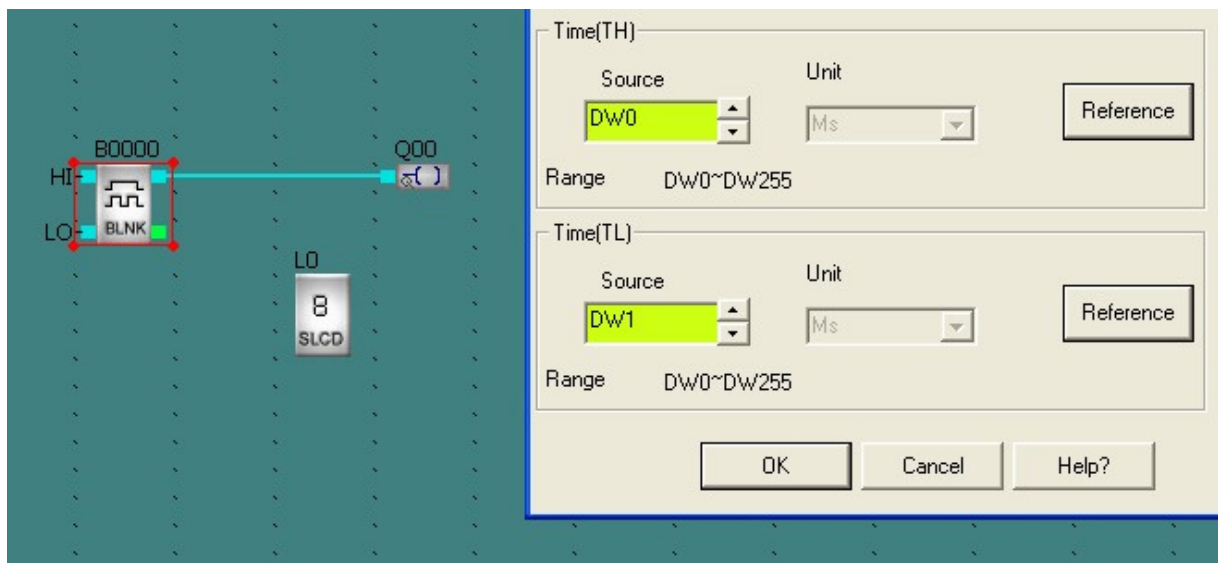 B0000
Q00
HI
LO
BLNK
L0
8
SLCD
Time(TH)
Source
Unit
DW0
Ms
Reference
Range DW0~DW255
Time(TL)
Source
Unit
DW1
Ms
Reference
Range DW0~DW255
OK
Cancel
Help?